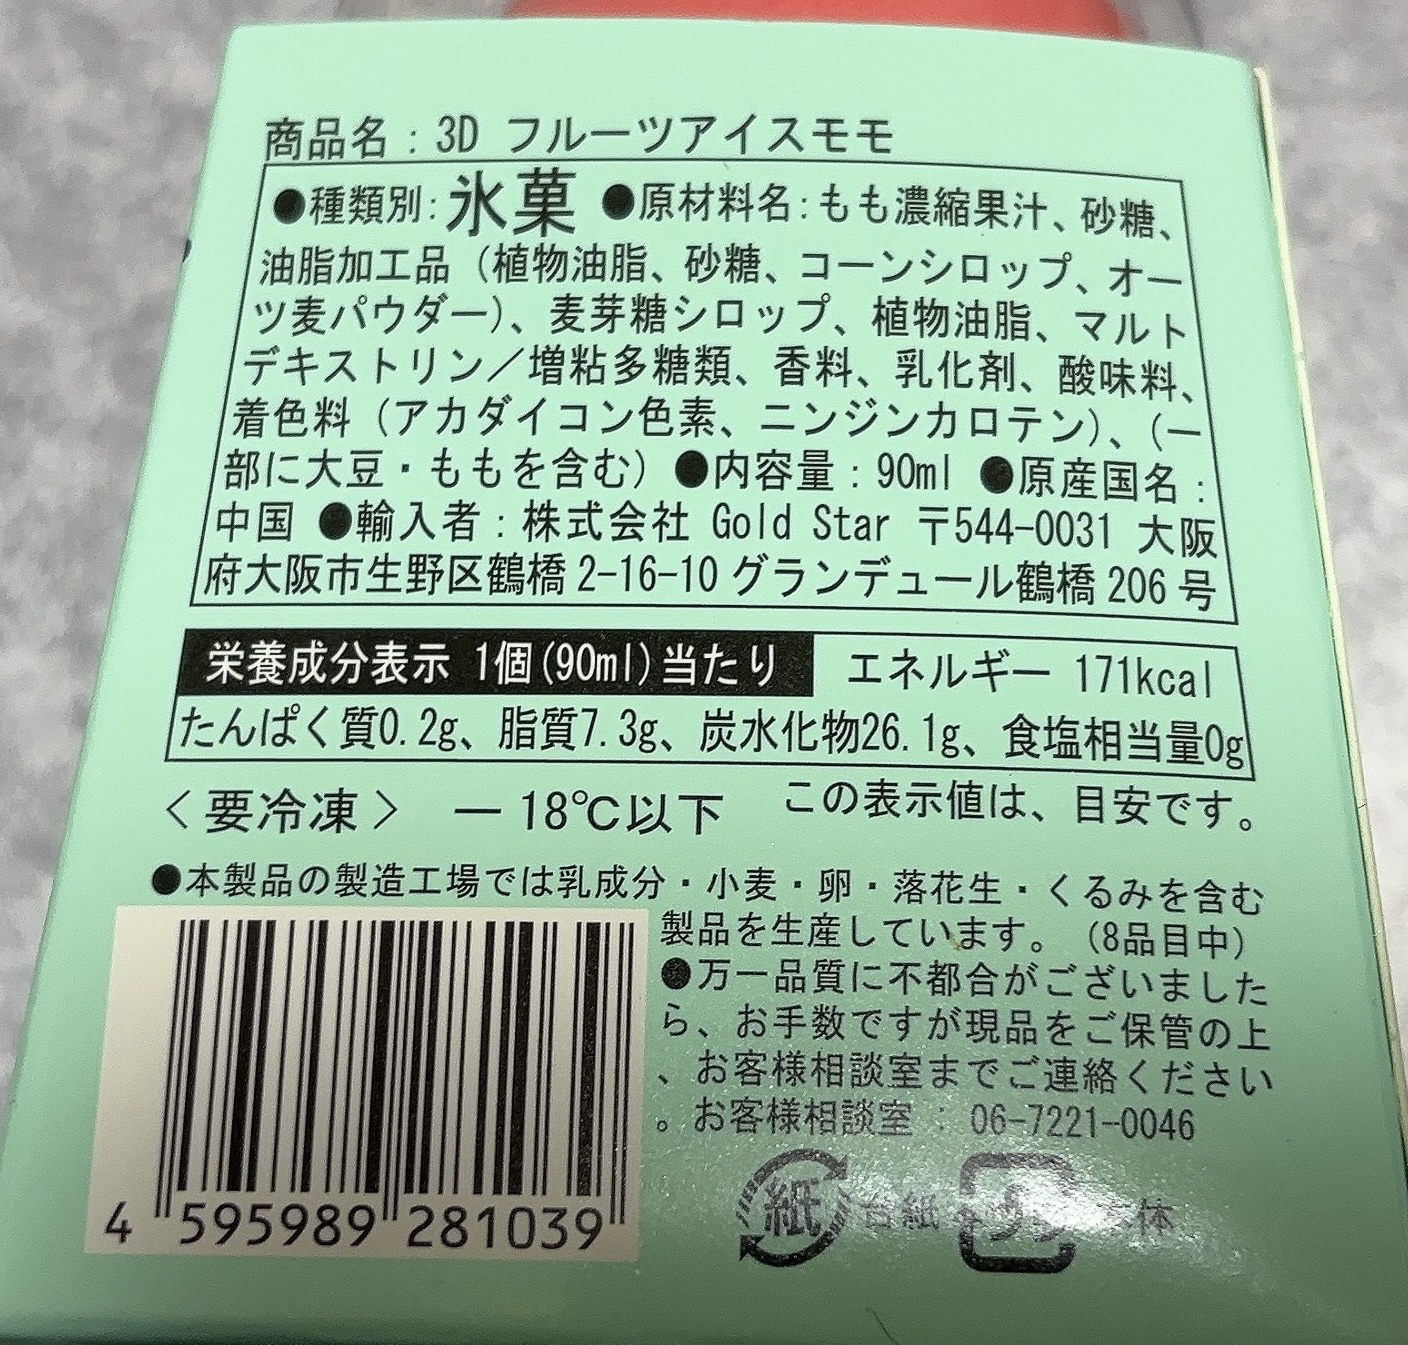 商品名：3D フルーツアイスモモ
●種類別：氷菓 ●原材料名：もも濃縮果汁、砂糖、
油脂加工品（植物油脂、砂糖、コーンシロップ、オー
ツ麦パウダー）、麦芽糖シロップ、植物油脂、マルト
デキストリン／増粘多糖類、香料、乳化剤、酸味料、
着色料（アカダイコン色素、ニンジンカロテン）、（一
部に大豆・ももを含む）●内容量：90ml ●原産国名：
中国 ●輸入者：株式会社 Gold Star 〒544-0031 大阪
府大阪市生野区鶴橋 2-16-10 グランデュール鶴橋 206 号
栄養成分表示 1個(90ml)当たり エネルギー 171kcal
たんぱく質0.2g、脂質7.3g、炭水化物26.1g、食塩相当量0g
＜要冷凍＞ －18℃以下 この表示値は、目安です。
●本製品の製造工場では乳成分・小麦・卵・落花生・くるみを含む
製品を生産しています。（8品目中）
●万一品質に不都合がございました
ら、お手数ですが現品をご保管の上
、お客様相談室までご連絡ください
。お客様相談室：06-7221-0046
紙 台紙 体
4 595989 281039